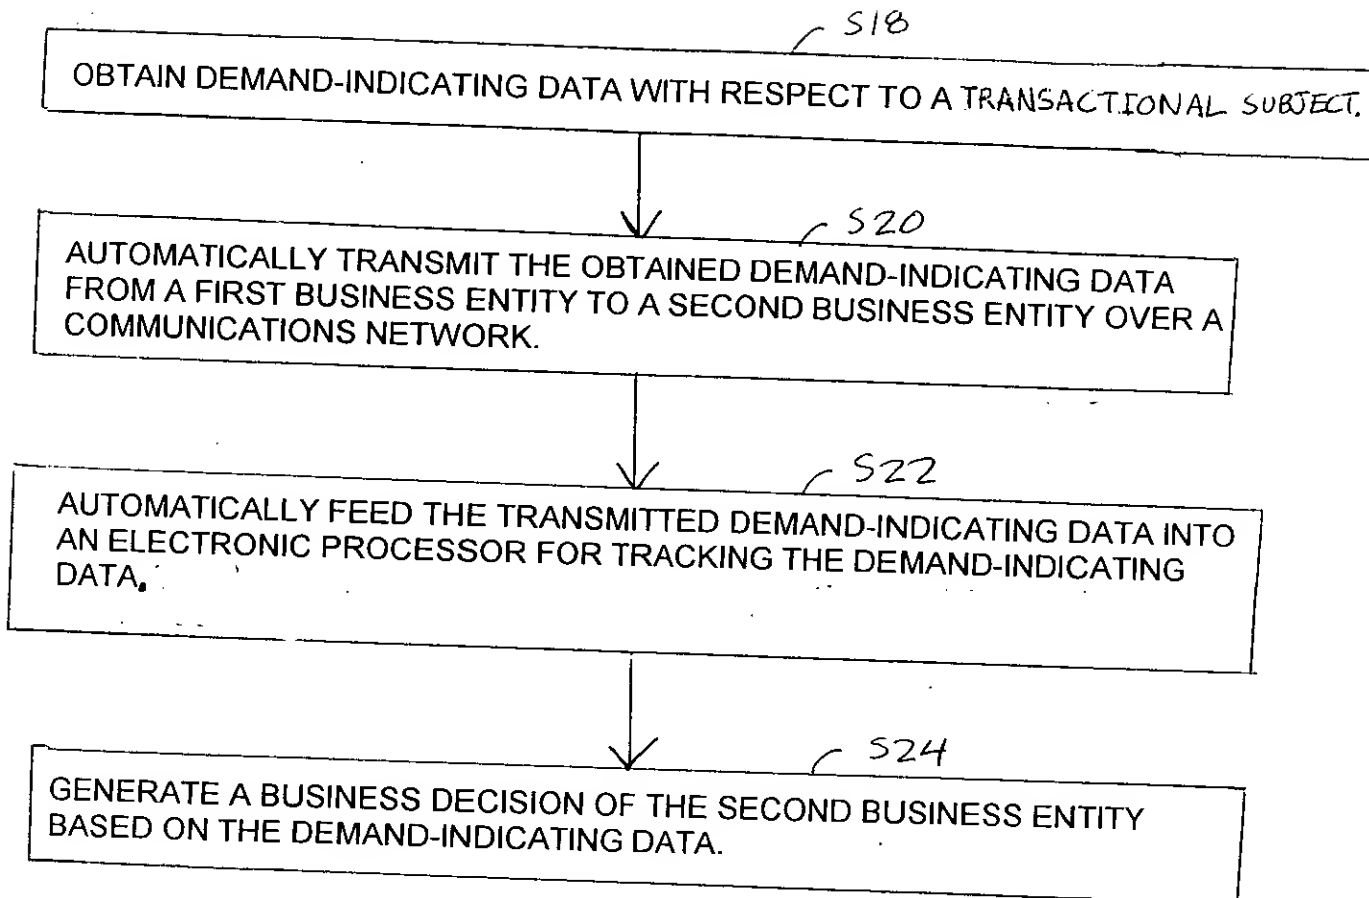 S18
OBTAIN DEMAND-INDICATING DATA WITH RESPECT TO A TRANSACTIONAL SUBJECT.
S20
AUTOMATICALLY TRANSMIT THE OBTAINED DEMAND-INDICATING DATA
FROM A FIRST BUSINESS ENTITY TO A SECOND BUSINESS ENTITY OVER A
COMMUNICATIONS NETWORK.
S22
AUTOMATICALLY FEED THE TRANSMITTED DEMAND-INDICATING DATA INTO
AN ELECTRONIC PROCESSOR FOR TRACKING THE DEMAND-INDICATING
DATA.
S24
GENERATE A BUSINESS DECISION OF THE SECOND BUSINESS ENTITY
BASED ON THE DEMAND-INDICATING DATA.